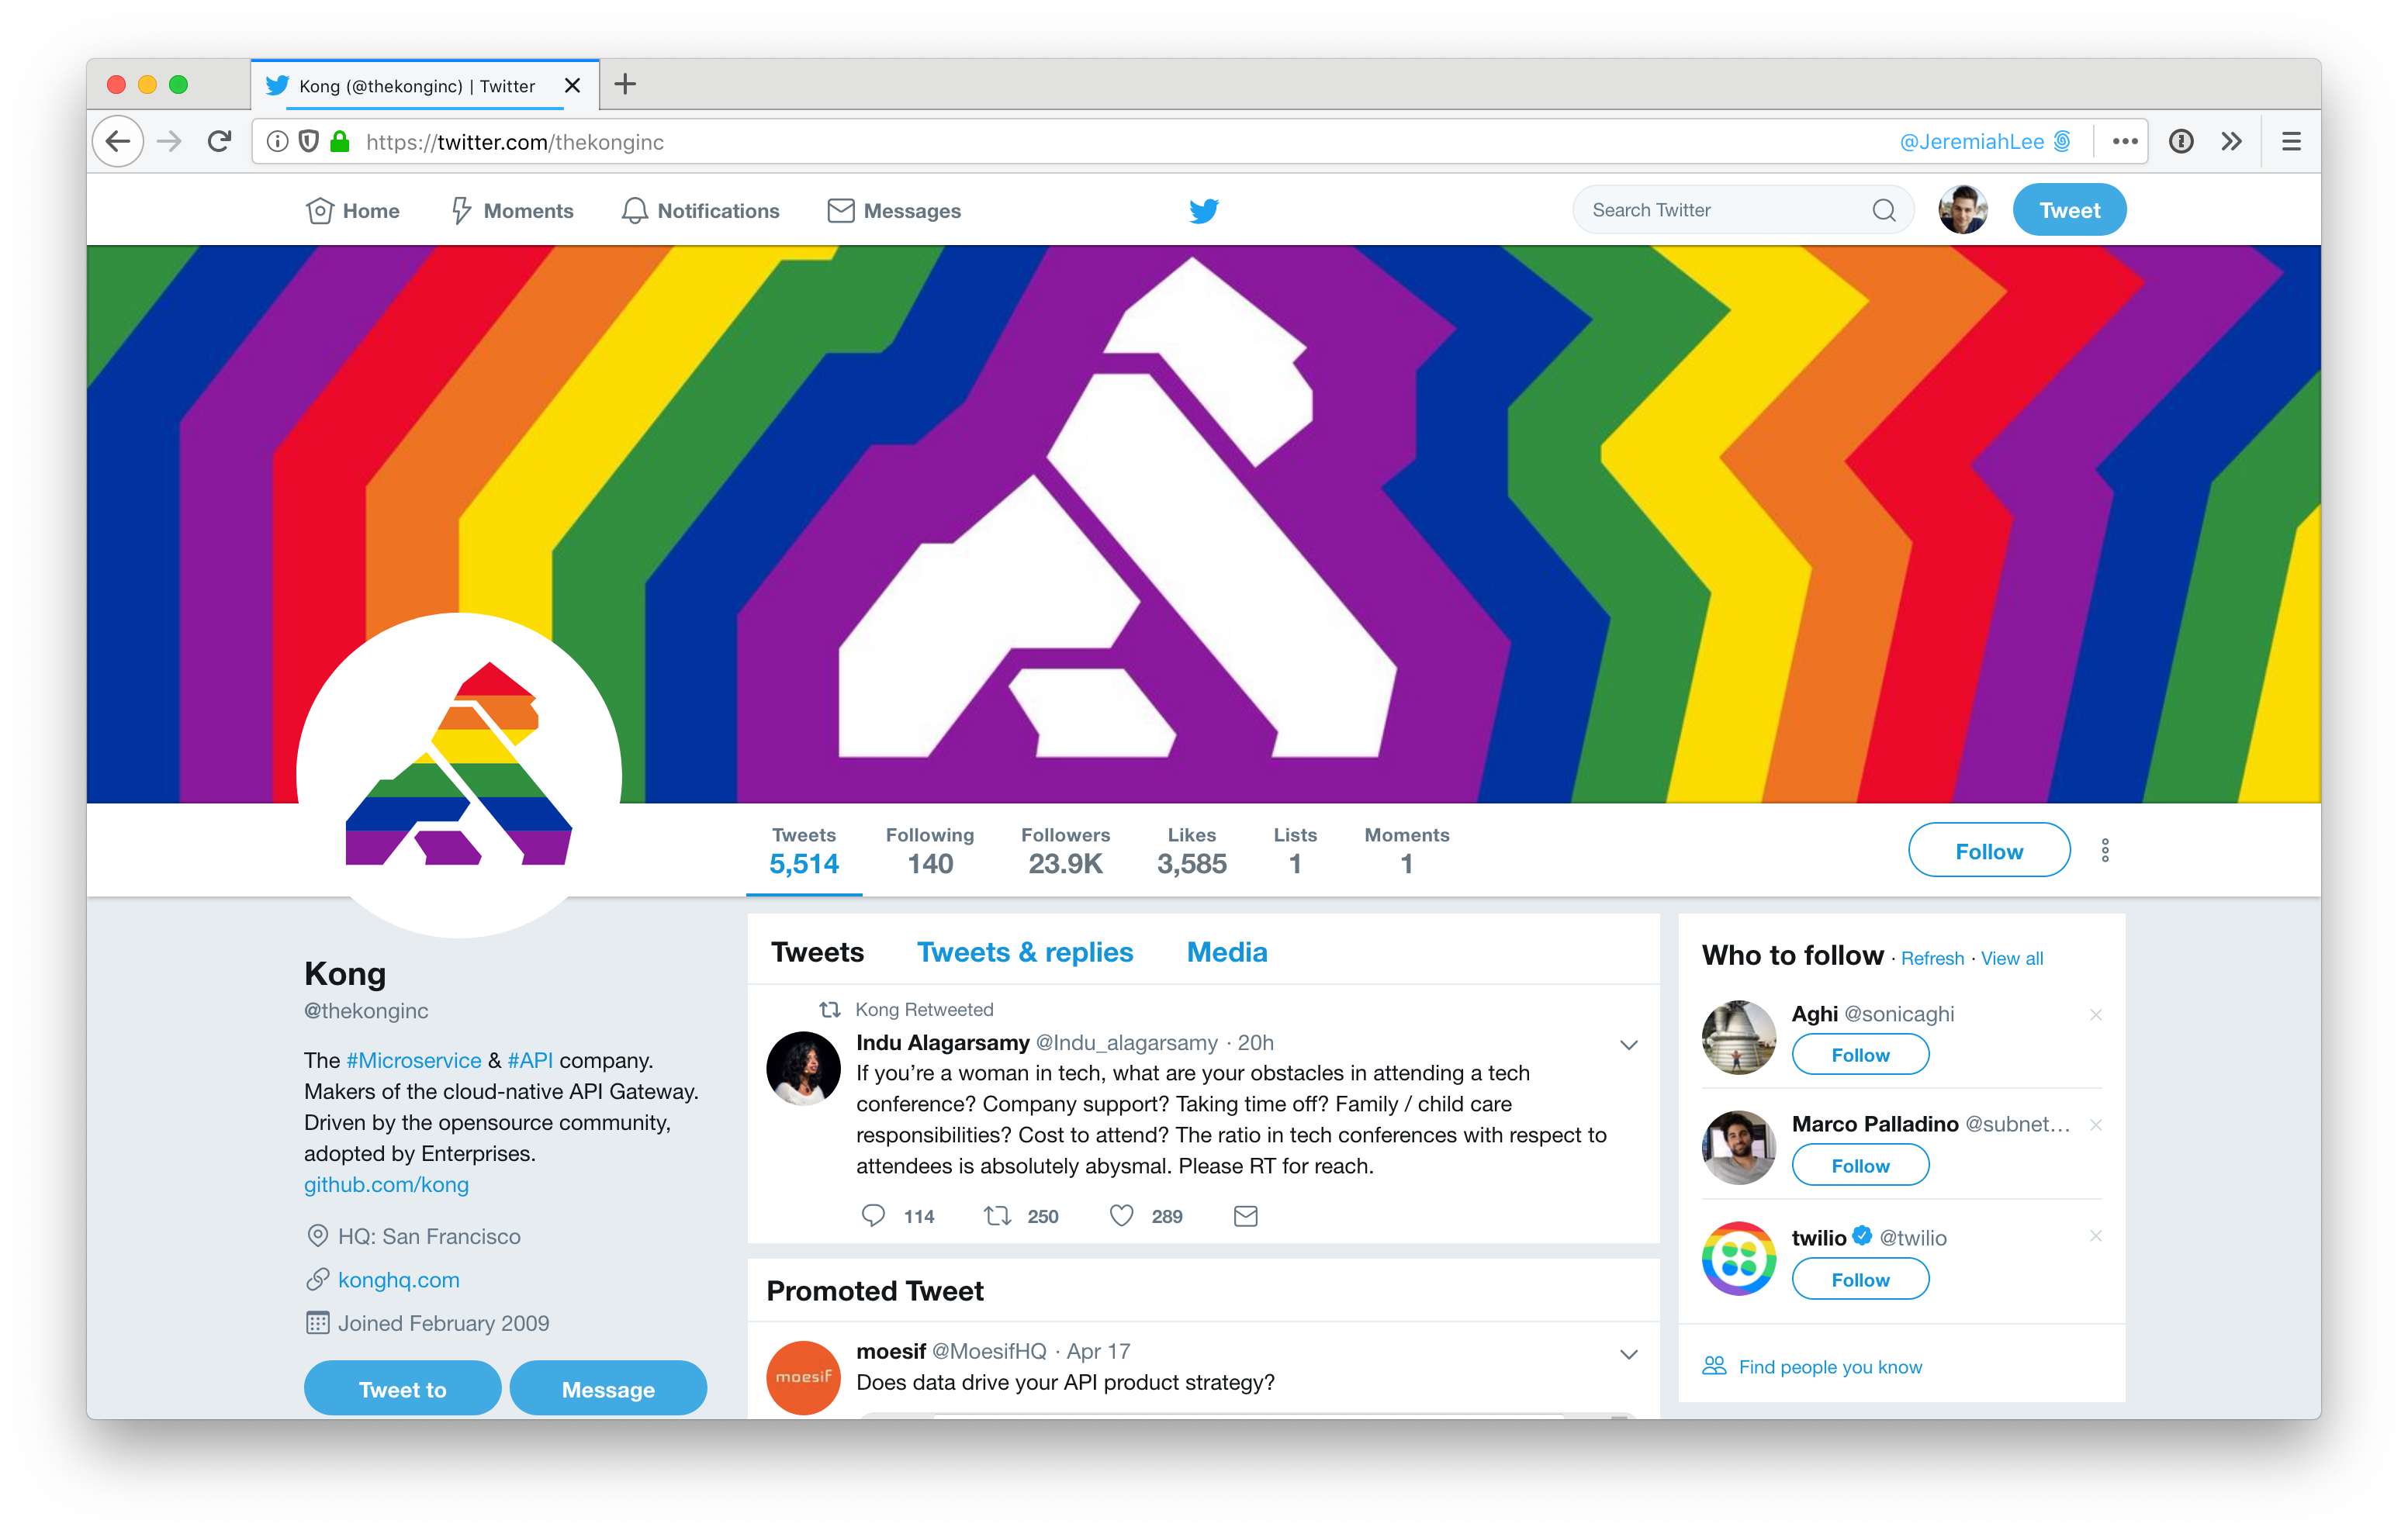 Kong (@thekonginc) | Twitter
https://twitter.com/thekonginc
@JeremiahLee
Home Moments Notifications Messages
Search Twitter
Tweet
Tweets Following Followers Likes Lists Moments
5,514 140 23.9K 3,585 1 1
Follow
Kong
@thekonginc
The #Microservice & #API company.
Makers of the cloud-native API Gateway.
Driven by the opensource community,
adopted by Enterprises.
github.com/kong
HQ: San Francisco
konghq.com
Joined February 2009
Tweet to Message
Tweets Tweets & replies Media
Kong Retweeted
Indu Alagarsamy @Indu_alagarsamy · 20h
If you’re a woman in tech, what are your obstacles in attending a tech
conference? Company support? Taking time off? Family / child care
responsibilities? Cost to attend? The ratio in tech conferences with respect to
attendees is absolutely abysmal. Please RT for reach.
114 250 289
Promoted Tweet
moesif
moesif @MoesifHQ · Apr 17
Does data drive your API product strategy?
Who to follow · Refresh · View all
Aghi @sonicaghi
Follow
Marco Palladino @subnet…
Follow
twilio @twilio
Follow
Find people you know